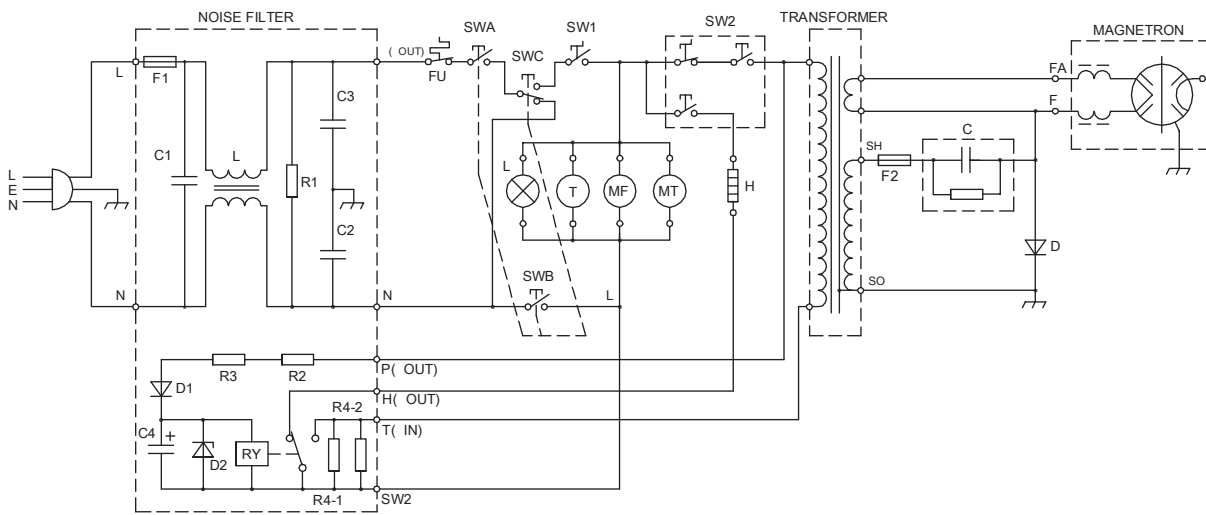 NOISE FILTER
TRANSFORMER
MAGNETRON
L
F1
( OUT)
FU
SWA
SWC
SW1
SW2
FA
F
C3
C1
L
R1
C2
L
E
N
L
T
MF
MT
H
SH
F2
C
D
SO
N
N
SWB
L
R3
R2
P( OUT)
D1
H( OUT)
R4-2
T( IN)
C4
+
D2
RY
R4-1
SW2